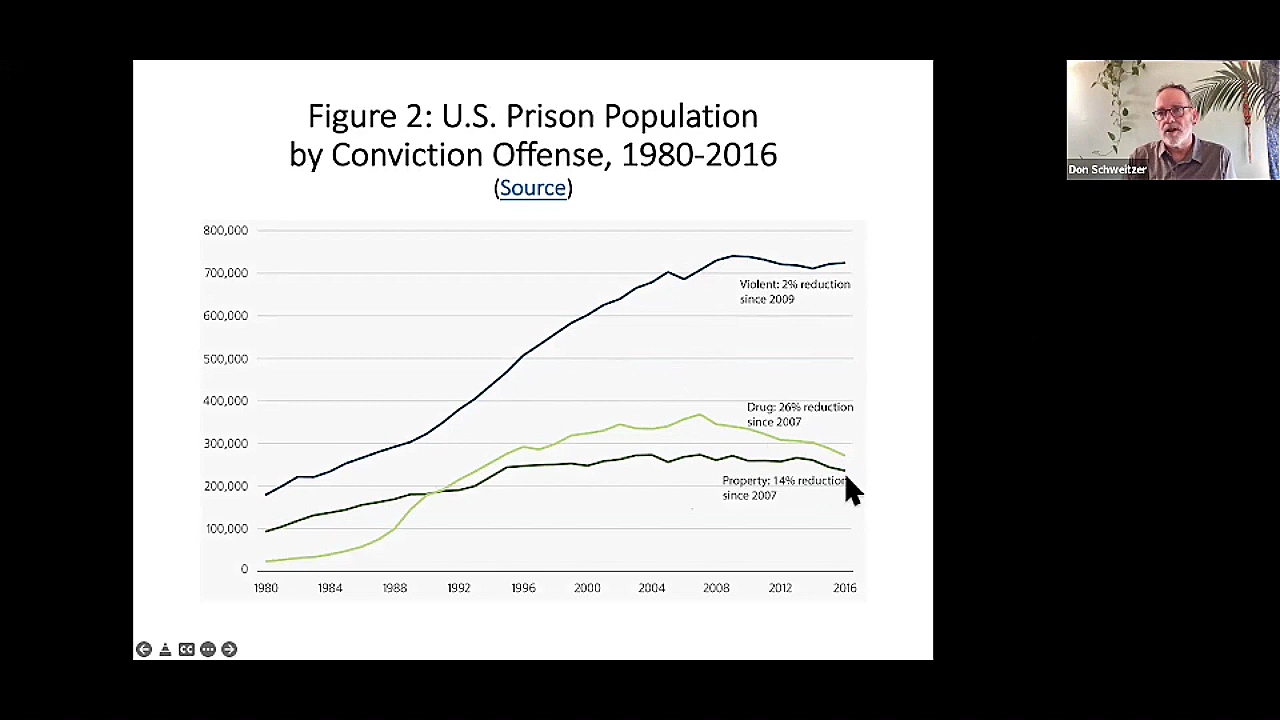 Figure 2: U.S. Prison Population
by Conviction Offense, 1980-2016
(Source)
800,000
700,000
600,000
500,000
400,000
300,000
200,000
100,000
0
Violent: 2% reduction
since 2009
Drug: 26% reduction
since 2007
Property: 14% reduction
since 2007
1980 1984 1988 1992 1996 2000 2004 2008 2012 2016
CC
Don Schweitzer